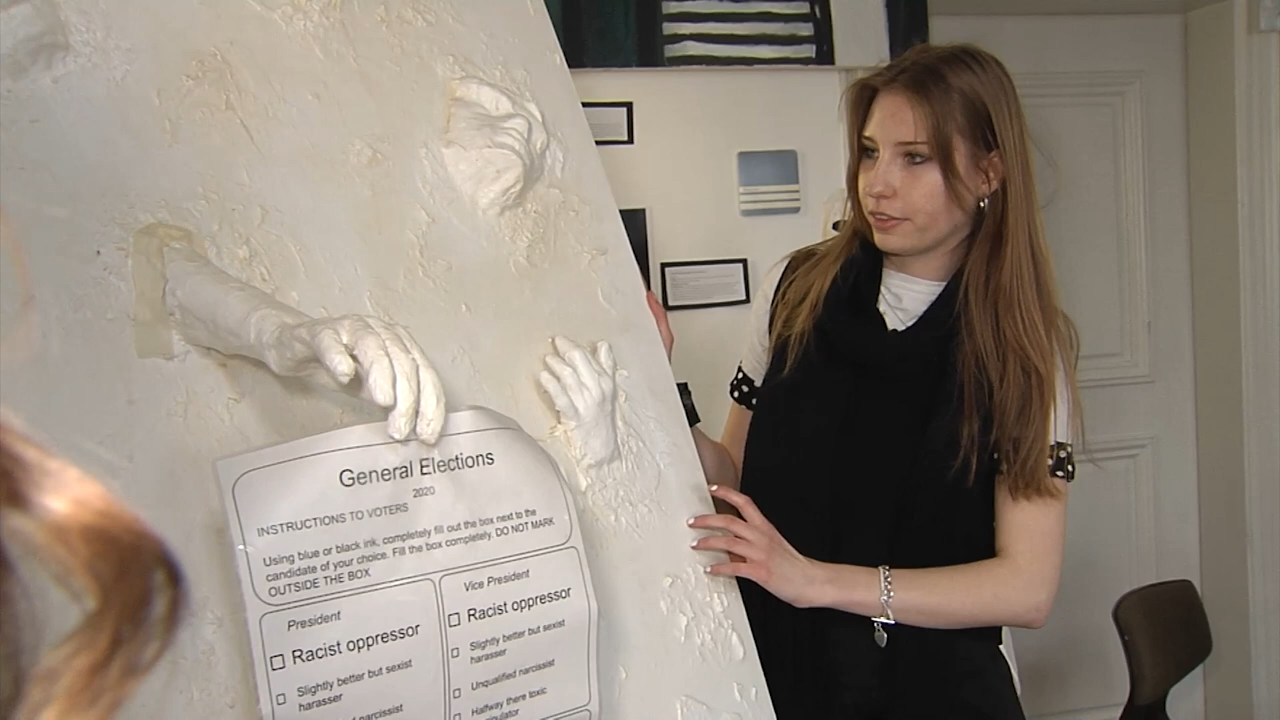 General Elections
2020
INSTRUCTIONS TO VOTERS
Using blue or black ink, completely fill out the box next to the
candidate of your choice. Fill the box completely. DO NOT MARK
OUTSIDE THE BOX
President
Racist oppressor
Slightly better but sexist
harasser
narcissist
Vice President
Racist oppressor
Slightly better but sexist
harasser
Unqualified narcissist
Halfway there toxic